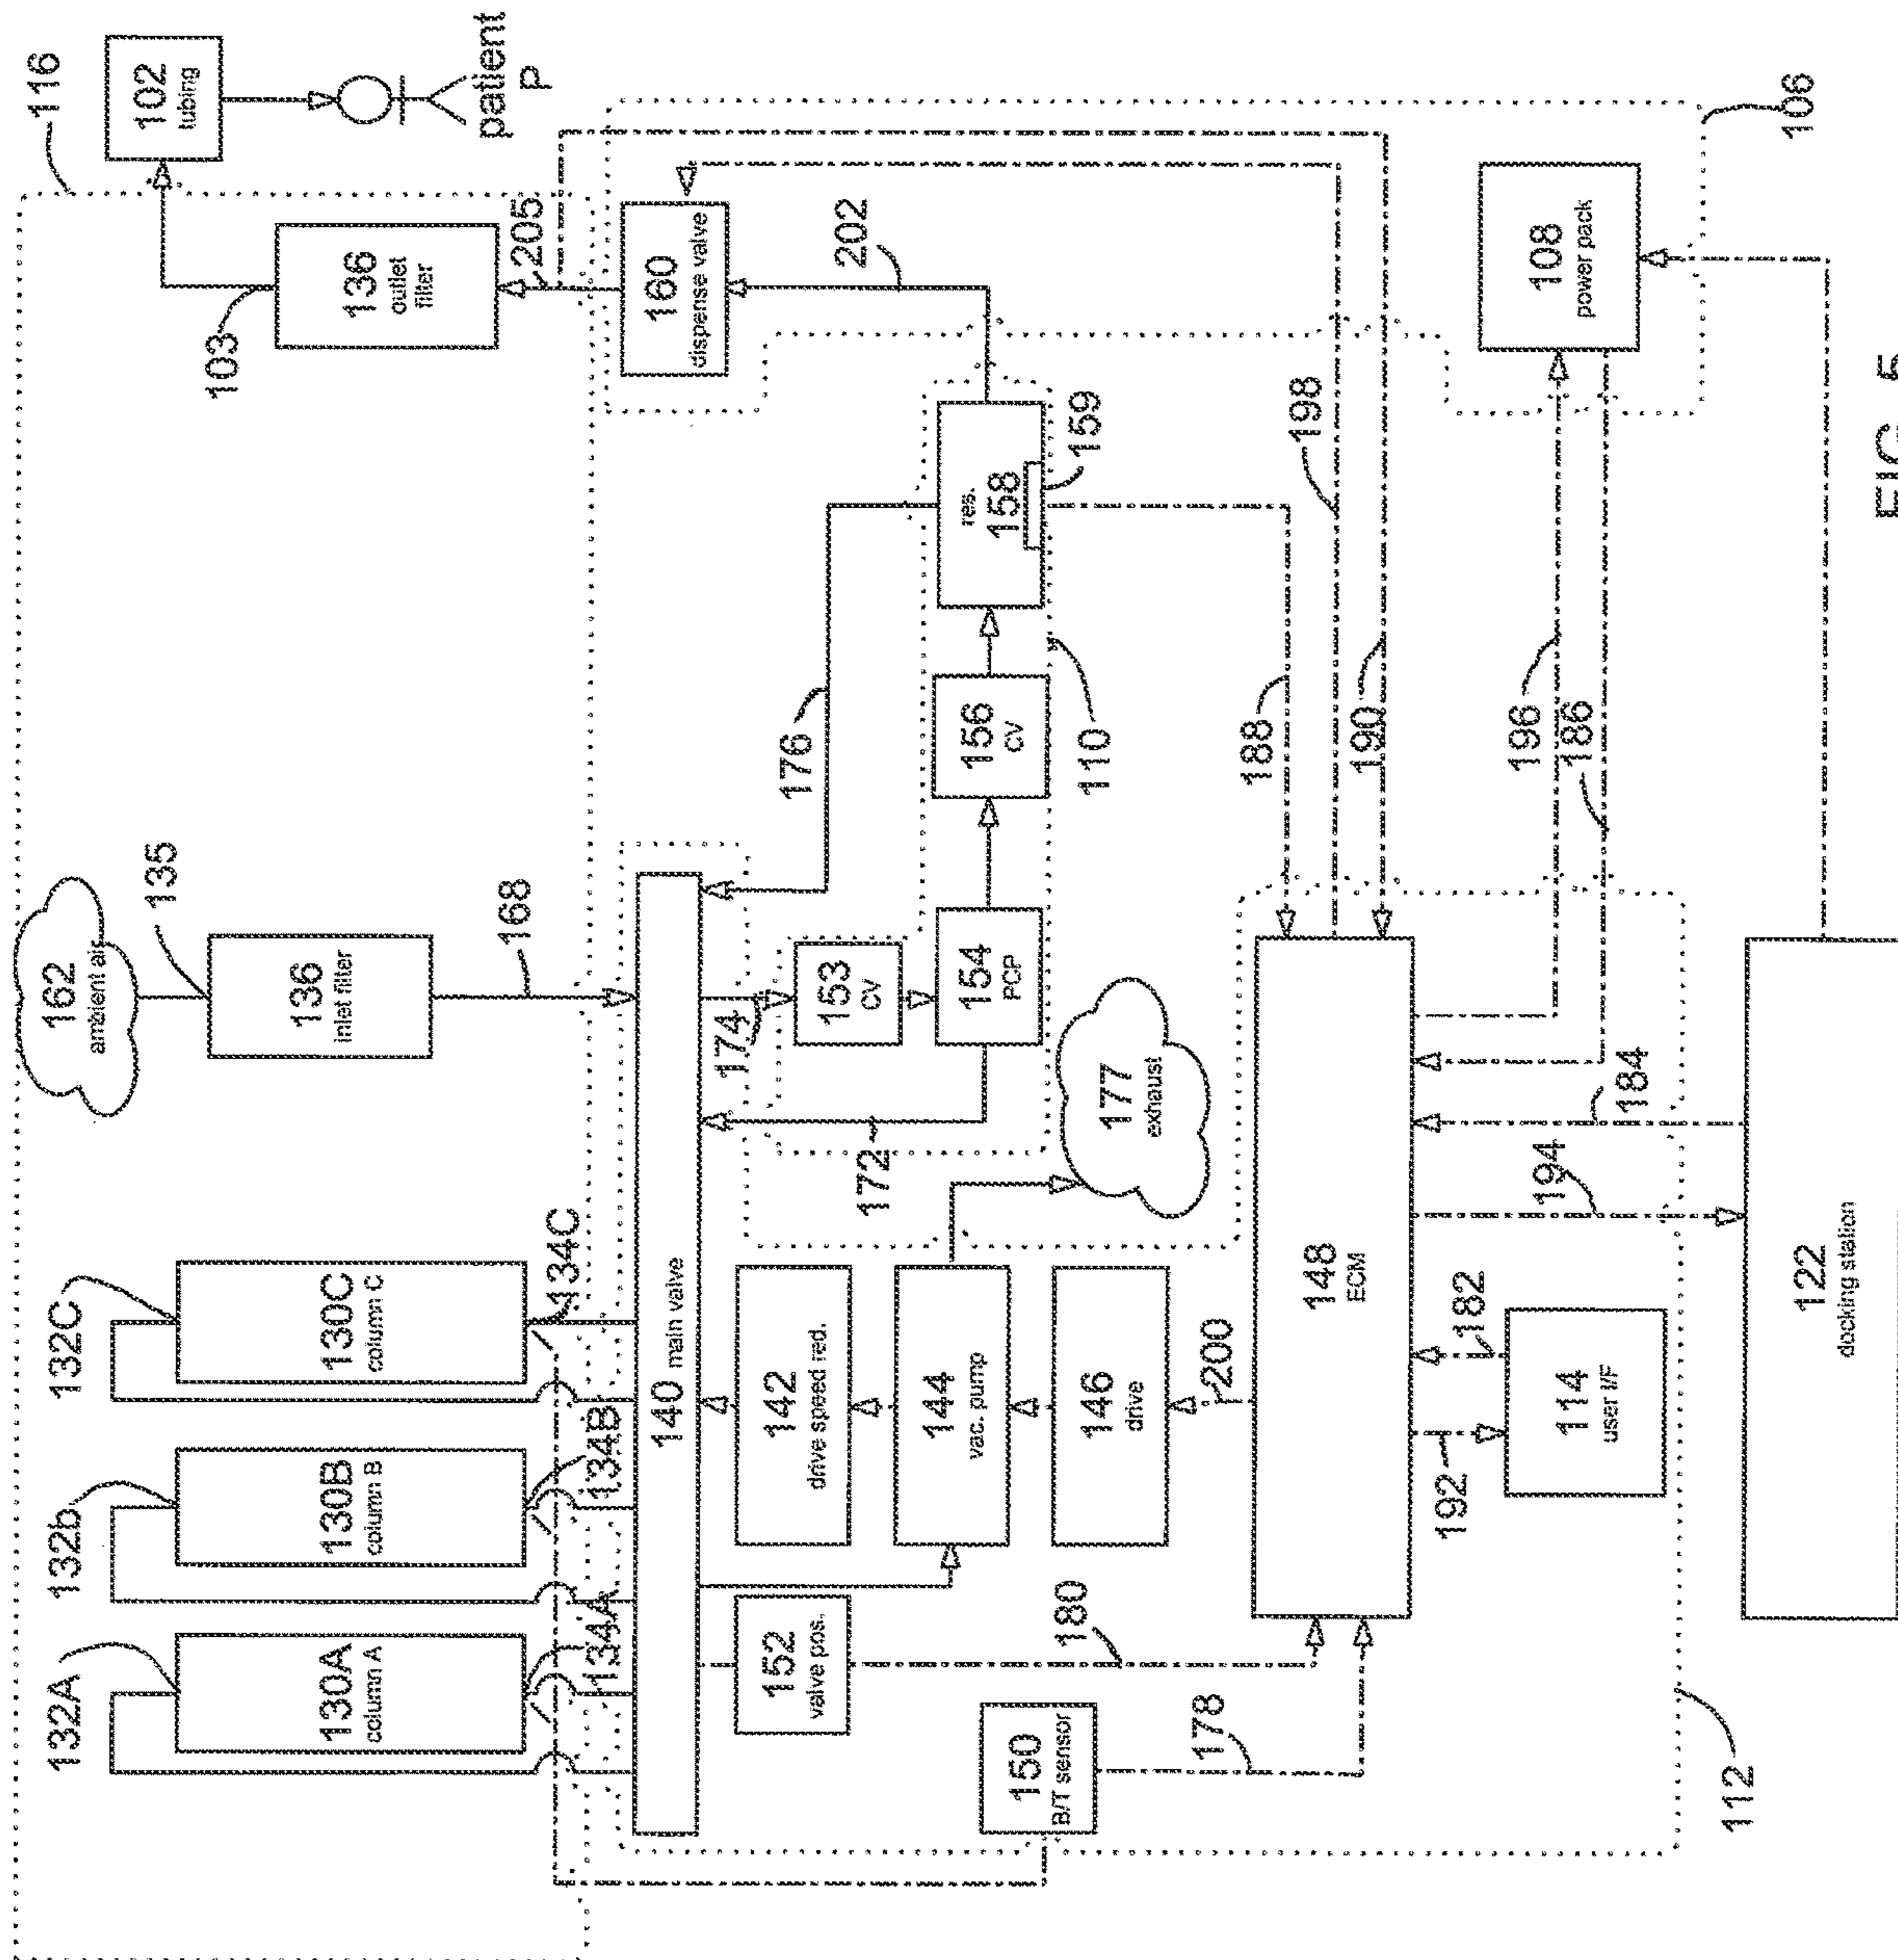 132A
132b
132C
162
ambient air
135
116
102
tubing
patient
P
103
130A
column A
130B
column B
130C
column C
136
inlet filter
168
136
outlet
filter
205
134A
134B
134C
140 main valve
160
dispense valve
202
174
176
152
valve pos.
142
drive speed red.
153
CV
172
154
PCP
156
CV
res.
158
159
110
144
vac. pump
177
exhaust
150
B/T sensor
180
146
drive
178
200
148
ECM
188
198
190
192
182
114
user I/F
194
184
196
186
108
power pack
106
112
122
docking station
FIG. 5